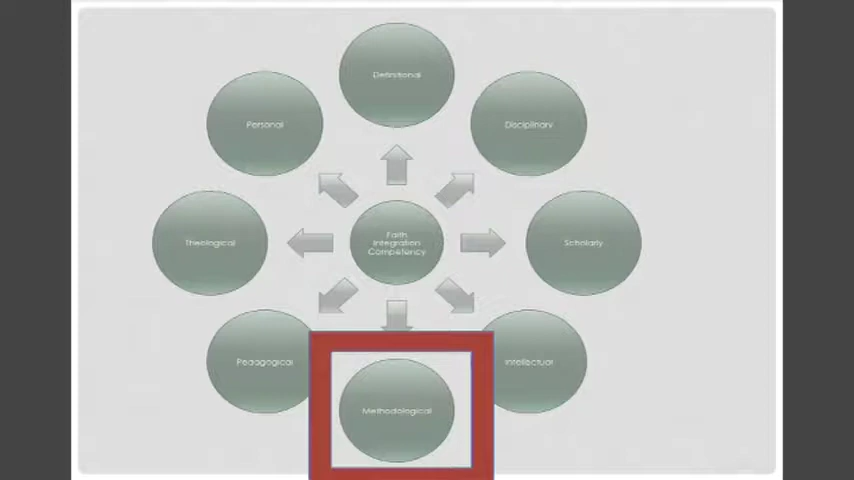 Definitional
Personal
Disciplinary
Theological
Faith
Integration
Competency
Scholarly
Pedagogical
Intellectual
Methodological